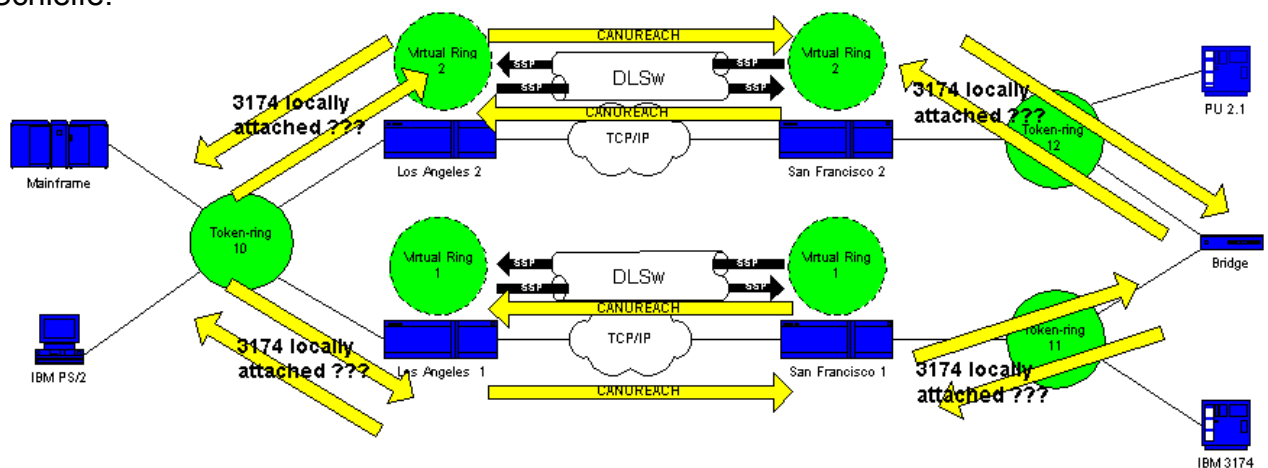 CANUREACH
Virtual Ring
2
SSP
SSP
DLSw
SSP
SSP
Virtual Ring
2
CANUREACH
3174 locally
attached ???
3174 locally
attached ???
PU 2.1
Mainframe
Los Angeles 2
TCP/IP
San Francisco 2
Token-ring
12
Token-ring
10
Virtual Ring
1
SSP
SSP
DLSw
SSP
SSP
Virtual Ring
1
Bridge
CANUREACH
3174 locally
attached ???
Los Angeles 1
TCP/IP
San Francisco 1
Token-ring
11
3174 locally
attached ???
IBM PS/2
CANUREACH
IBM 3174